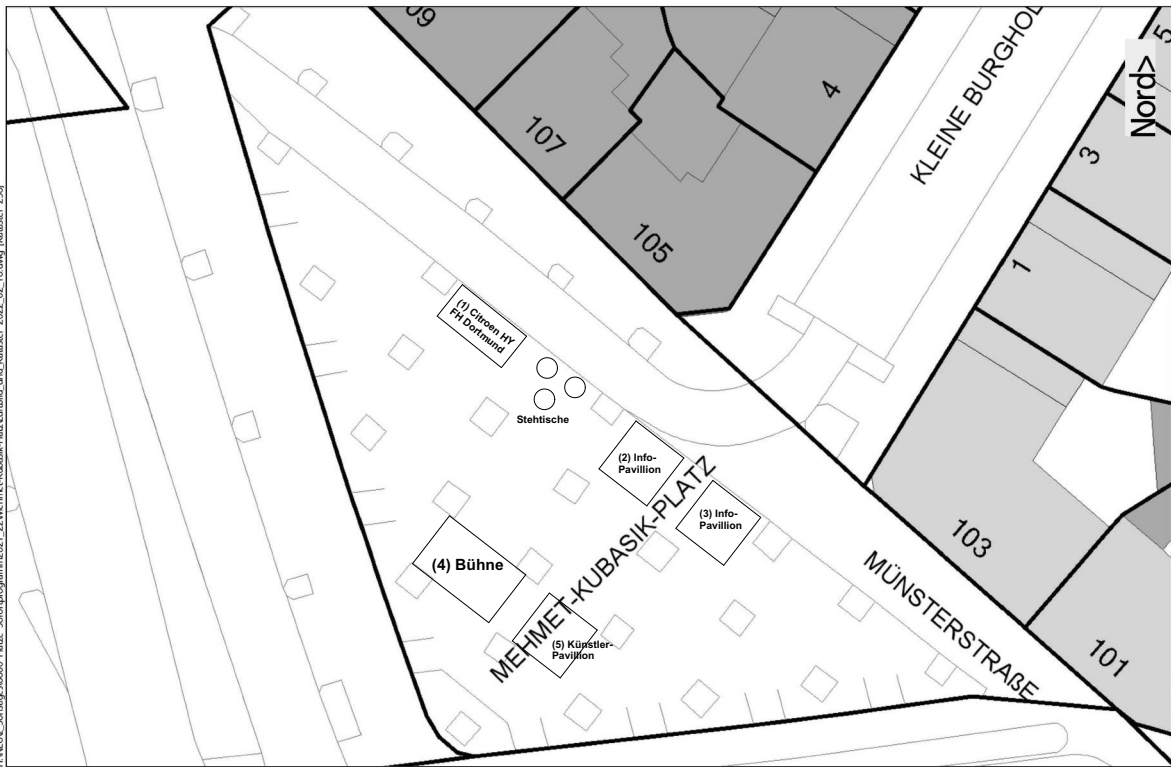 09
107
105
4
KLEINE BURGHOL
5
Nord>
3
1
(1) Citroen HY
FH Dortmund
Stehtische
(2) Info-
Pavillion
(3) Info-
Pavillion
MEHMET-KUBASIK-PLATZ
(4) Bühne
(5) Künstler-
Pavillion
103
MÜNSTERSTRAßE
101